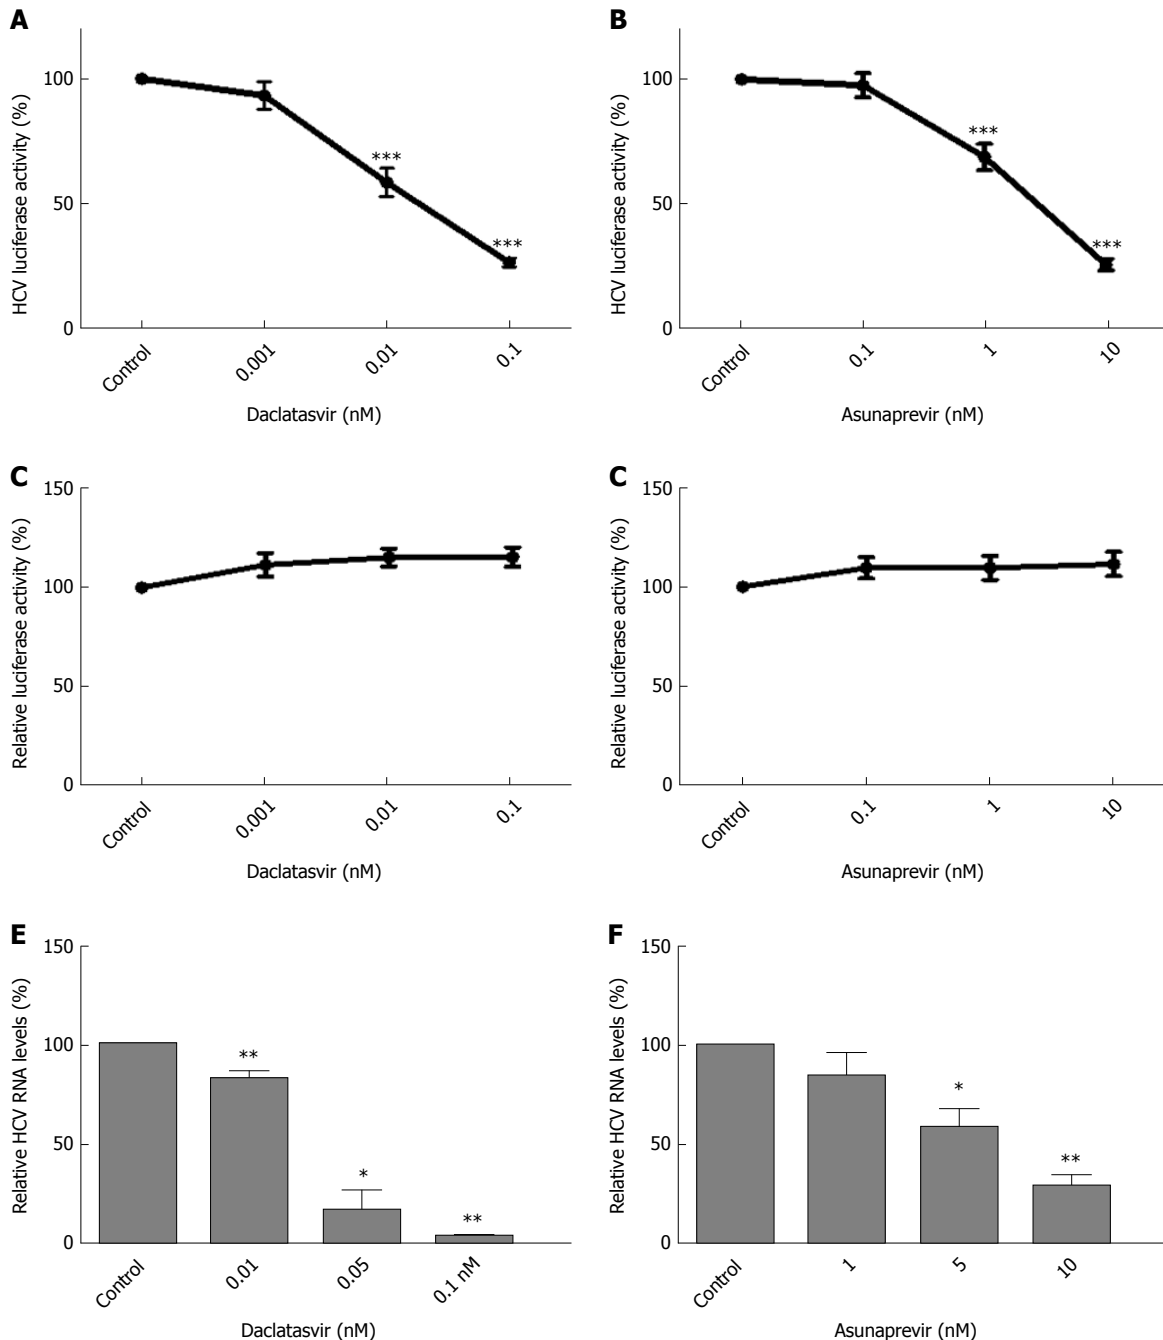 A
HCV luciferase activity (%)
100
50
0
***
***
Control
0.001
0.01
0.1
Daclatasvir (nM)
B
HCV luciferase activity (%)
100
50
0
***
***
Control
0.1
1
10
Asunaprevir (nM)
C
Relative luciferase activity (%)
150
100
50
0
Control
0.001
0.01
0.1
Daclatasvir (nM)
C
Relative luciferase activity (%)
150
100
50
0
Control
0.1
1
10
Asunaprevir (nM)
E
Relative HCV RNA levels (%)
150
100
50
0
**
*
**
Control
0.01
0.05
0.1 nM
Daclatasvir (nM)
F
Relative HCV RNA levels (%)
150
100
50
0
*
**
Control
1
5
10
Asunaprevir (nM)